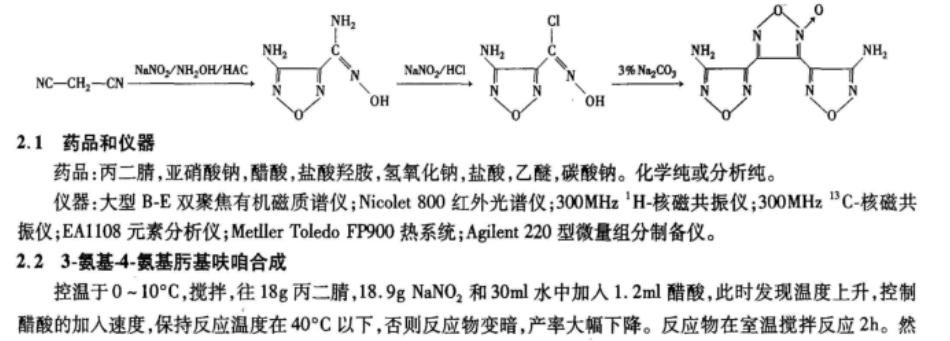 NC—CH₂—CN NaNO₂/NH₂OH/HAC NH₂ NH₂ C N OH N N O NaNO₂/HCl NH₂ Cl C N OH N N O 3%Na₂CO₃ NH₂ N N O O N N O N N O NH₂
2.1 药品和仪器
药品:丙二腈,亚硝酸钠,醋酸,盐酸羟胺,氢氧化钠,盐酸,乙醚,碳酸钠。化学纯或分析纯。
仪器:大型 B-E 双聚焦有机磁质谱仪;Nicolet 800 红外光谱仪;300MHz ¹H-核磁共振仪;300MHz ¹³C-核磁共
振仪;EA1108 元素分析仪;Metller Toledo FP900 热系统;Agilent 220 型微量组分制备仪。
2.2 3-氨基-4-氨基肟基呋咱合成
控温于 0 ~ 10°C,搅拌,往 18g 丙二腈,18.9g NaNO₂ 和 30ml 水中加入 1.2ml 醋酸,此时发现温度上升,控制
醋酸的加入速度,保持反应温度在 40°C 以下,否则反应物变暗,产率大幅下降。反应物在室温搅拌反应 2h。然